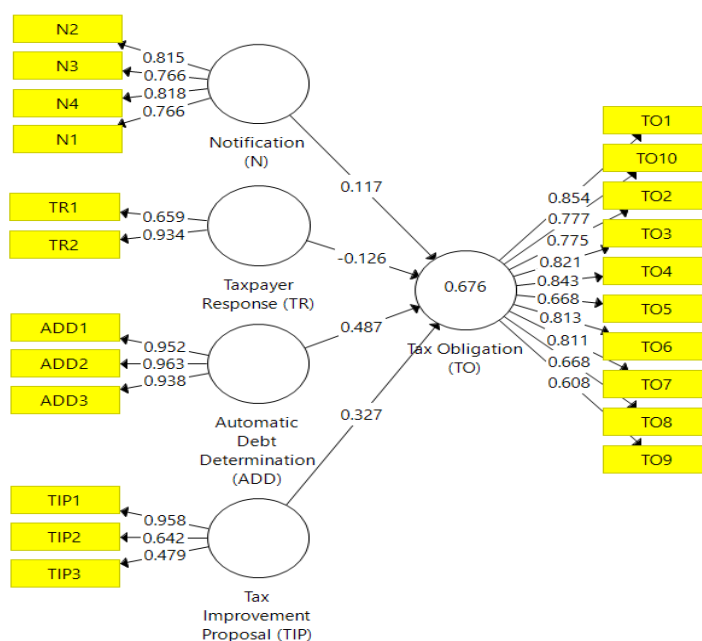 N2
N3
N4
N1
0.815
0.766
0.818
0.766
Notification
(N)
0.117
TR1
TR2
0.659
0.934
Taxpayer
Response (TR)
-0.126
ADD1
ADD2
ADD3
0.952
0.963
0.938
Automatic
Debt
Determination
(ADD)
0.487
TIP1
TIP2
TIP3
0.958
0.642
0.479
Tax
Improvement
Proposal (TIP)
0.327
0.676
Tax Obligation
(TO)
0.854
0.777
0.775
0.821
0.843
0.668
0.813
0.811
0.668
0.608
TO1
TO10
TO2
TO3
TO4
TO5
TO6
TO7
TO8
TO9